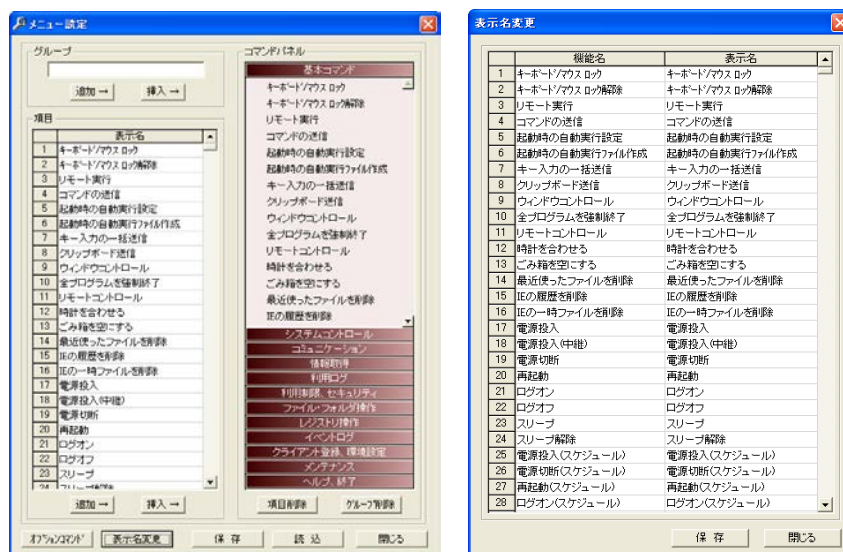 メニュー設定
グループ
追加→
挿入→
項目
表示名
1 キーボード/マウス ロック
2 キーボード/マウス ロック解除
3 リモート実行
4 コマンドの送信
5 起動時の自動実行設定
6 起動時の自動実行ファイル作成
7 キー入力の一括送信
8 クリップボード送信
9 ウィンドウコントロール
10 全プログラムを強制終了
11 リモートコントロール
12 時計を合わせる
13 ごみ箱を空にする
14 最近使ったファイルを削除
15 IEの履歴を削除
16 IEの一時ファイルを削除
17 電源投入
18 電源投入(中継)
19 電源切断
20 再起動
21 ログオン
22 ログオフ
23 スリープ
24 スリープ解除
追加→
挿入→
コマンドパネル
基本コマンド
キーボード/マウス ロック
キーボード/マウス ロック解除
リモート実行
コマンドの送信
起動時の自動実行設定
起動時の自動実行ファイル作成
キー入力の一括送信
クリップボード送信
ウィンドウコントロール
全プログラムを強制終了
リモートコントロール
時計を合わせる
ごみ箱を空にする
最近使ったファイルを削除
IEの履歴を削除
システムコントロール
コミュニケーション
情報取得
利用ログ
利用制限、セキュリティ
ファイル・フォルダ操作
レジストリ操作
イベントログ
クライアント登録、環境設定
メンテナンス
ヘルプ、終了
項目削除
グループ削除
オプションコマンド
表示名変更
保 存
読 込
閉じる
表示名変更
機能名 表示名
1 キーボード/マウス ロック キーボード/マウス ロック
2 キーボード/マウス ロック解除 キーボード/マウス ロック解除
3 リモート実行 リモート実行
4 コマンドの送信 コマンドの送信
5 起動時の自動実行設定 起動時の自動実行設定
6 起動時の自動実行ファイル作成 起動時の自動実行ファイル作成
7 キー入力の一括送信 キー入力の一括送信
8 クリップボード送信 クリップボード送信
9 ウィンドウコントロール ウィンドウコントロール
10 全プログラムを強制終了 全プログラムを強制終了
11 リモートコントロール リモートコントロール
12 時計を合わせる 時計を合わせる
13 ごみ箱を空にする ごみ箱を空にする
14 最近使ったファイルを削除 最近使ったファイルを削除
15 IEの履歴を削除 IEの履歴を削除
16 IEの一時ファイルを削除 IEの一時ファイルを削除
17 電源投入 電源投入
18 電源投入(中継) 電源投入(中継)
19 電源切断 電源切断
20 再起動 再起動
21 ログオン ログオン
22 ログオフ ログオフ
23 スリープ スリープ
24 スリープ解除 スリープ解除
25 電源投入(スケジュール) 電源投入(スケジュール)
26 電源切断(スケジュール) 電源切断(スケジュール)
27 再起動(スケジュール) 再起動(スケジュール)
28 ログオン(スケジュール) ログオン(スケジュール)
保 存
閉じる